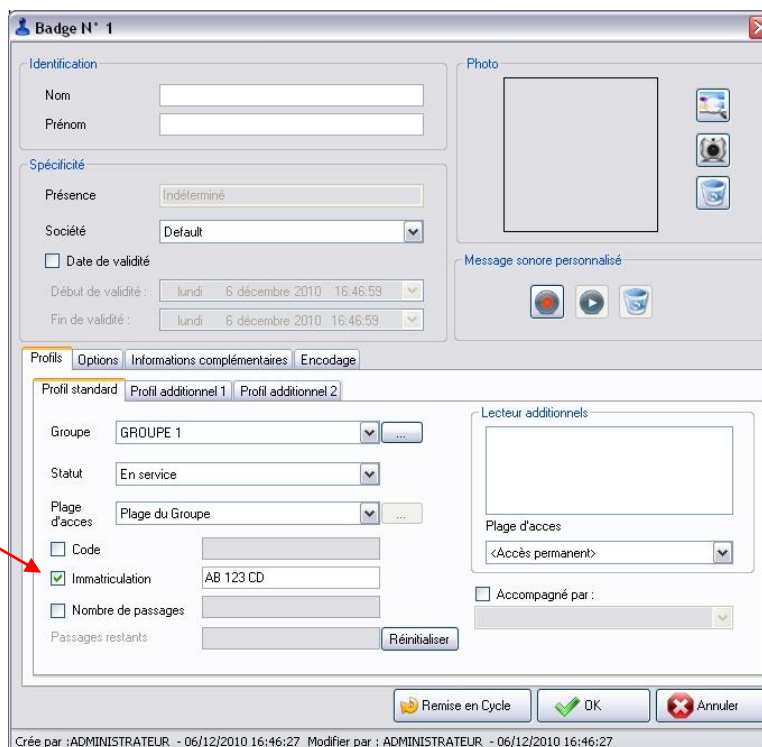 Badge N° 1
Identification
Nom
Prénom
Photo
Spécificité
Présence Indéterminé
Société Default
Date de validité
Début de validité : lundi 6 décembre 2010 16:46:59
Fin de validité : lundi 6 décembre 2010 16:46:59
Message sonore personnalisé
Profils Options Informations complémentaires Encodage
Profil standard Profil additionnel 1 Profil additionnel 2
Groupe GROUPE 1 ...
Statut En service
Plage
d'acces Plage du Groupe ...
Code
Immatriculation AB 123 CD
Nombre de passages
Passages restants Réinitialiser
Lecteur additionnels
Plage d'acces
<Accès permanent>
Accompagné par :
Remise en Cycle OK Annuler
Crée par :ADMINISTRATEUR - 06/12/2010 16:46:27 Modifier par : ADMINISTRATEUR - 06/12/2010 16:46:27